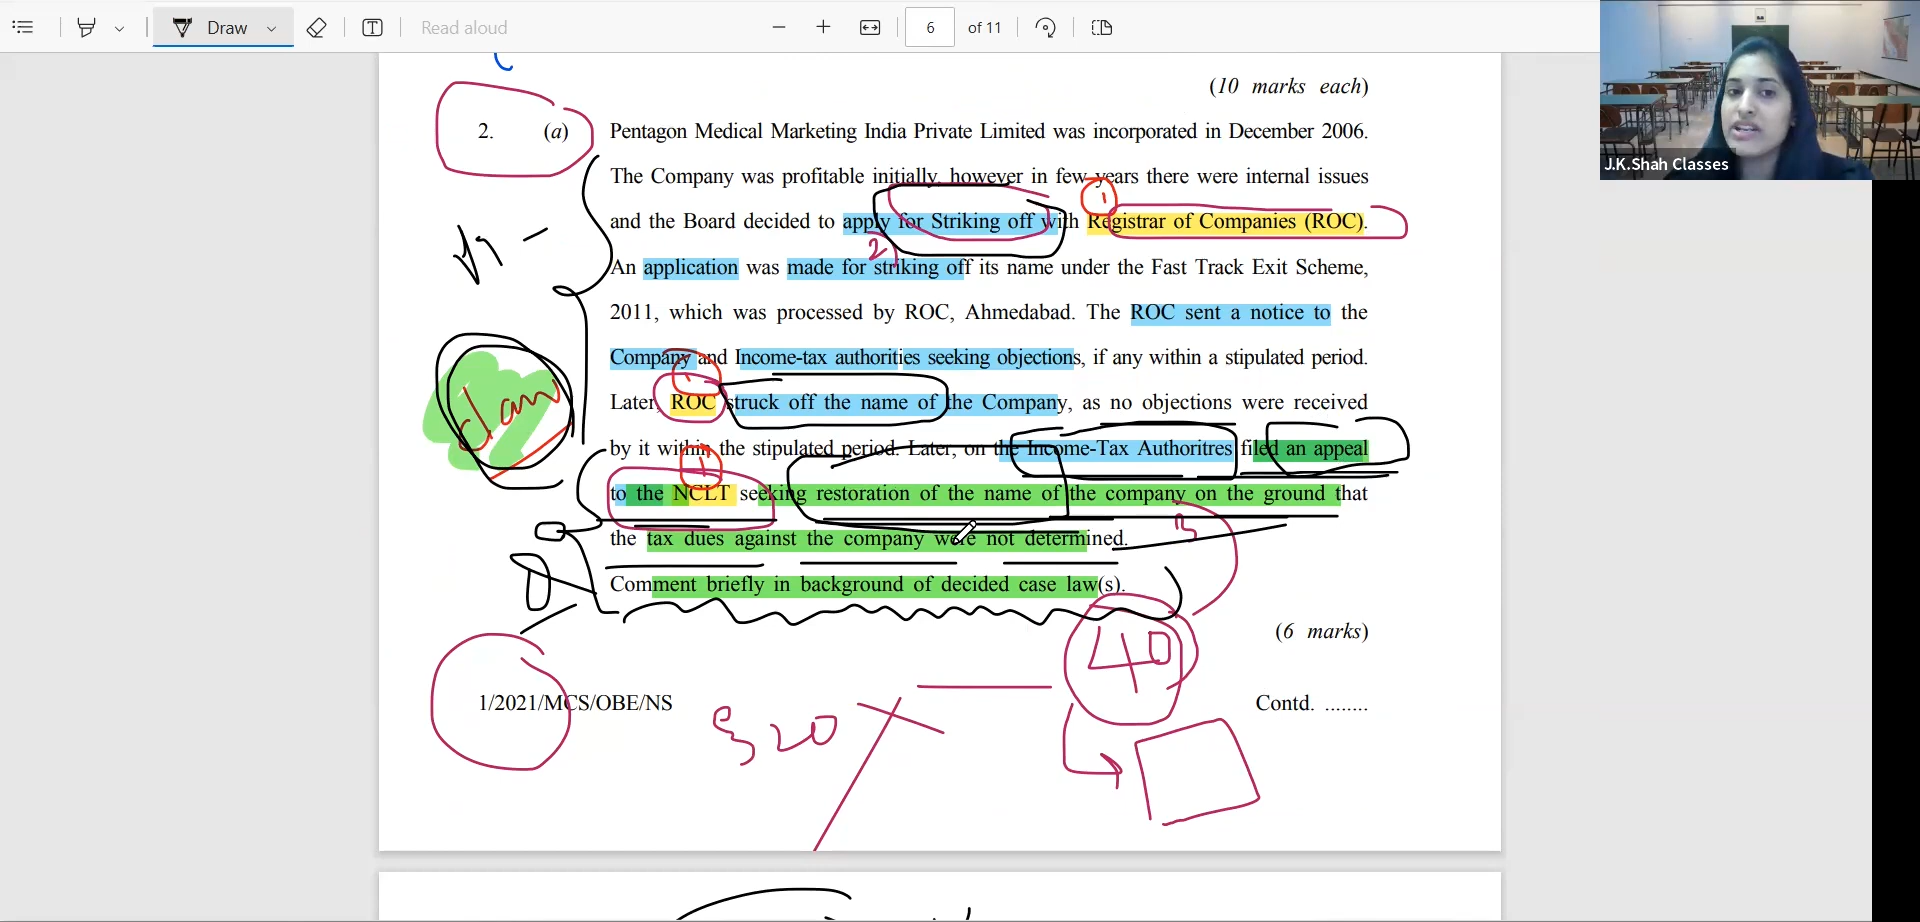 Draw
Read aloud
6 of 11
J.K.Shah Classes
(10 marks each)
2. (a) Pentagon Medical Marketing India Private Limited was incorporated in December 2006.
The Company was profitable initially, however in few years there were internal issues
and the Board decided to apply for Striking off with Registrar of Companies (ROC).
An application was made for striking off its name under the Fast Track Exit Scheme,
2011, which was processed by ROC, Ahmedabad. The ROC sent a notice to the
Company and Income-tax authorities seeking objections, if any within a stipulated period.
Later, ROC struck off the name of the Company, as no objections were received
by it within the stipulated period. Later, on the Income-Tax Authoritres filed an appeal
to the NCLT seeking restoration of the name of the company on the ground that
the tax dues against the company were not determined.
Comment briefly in background of decided case law(s).
(6 marks)
40
1/2021/MCS/OBE/NS
Contd. ........
320